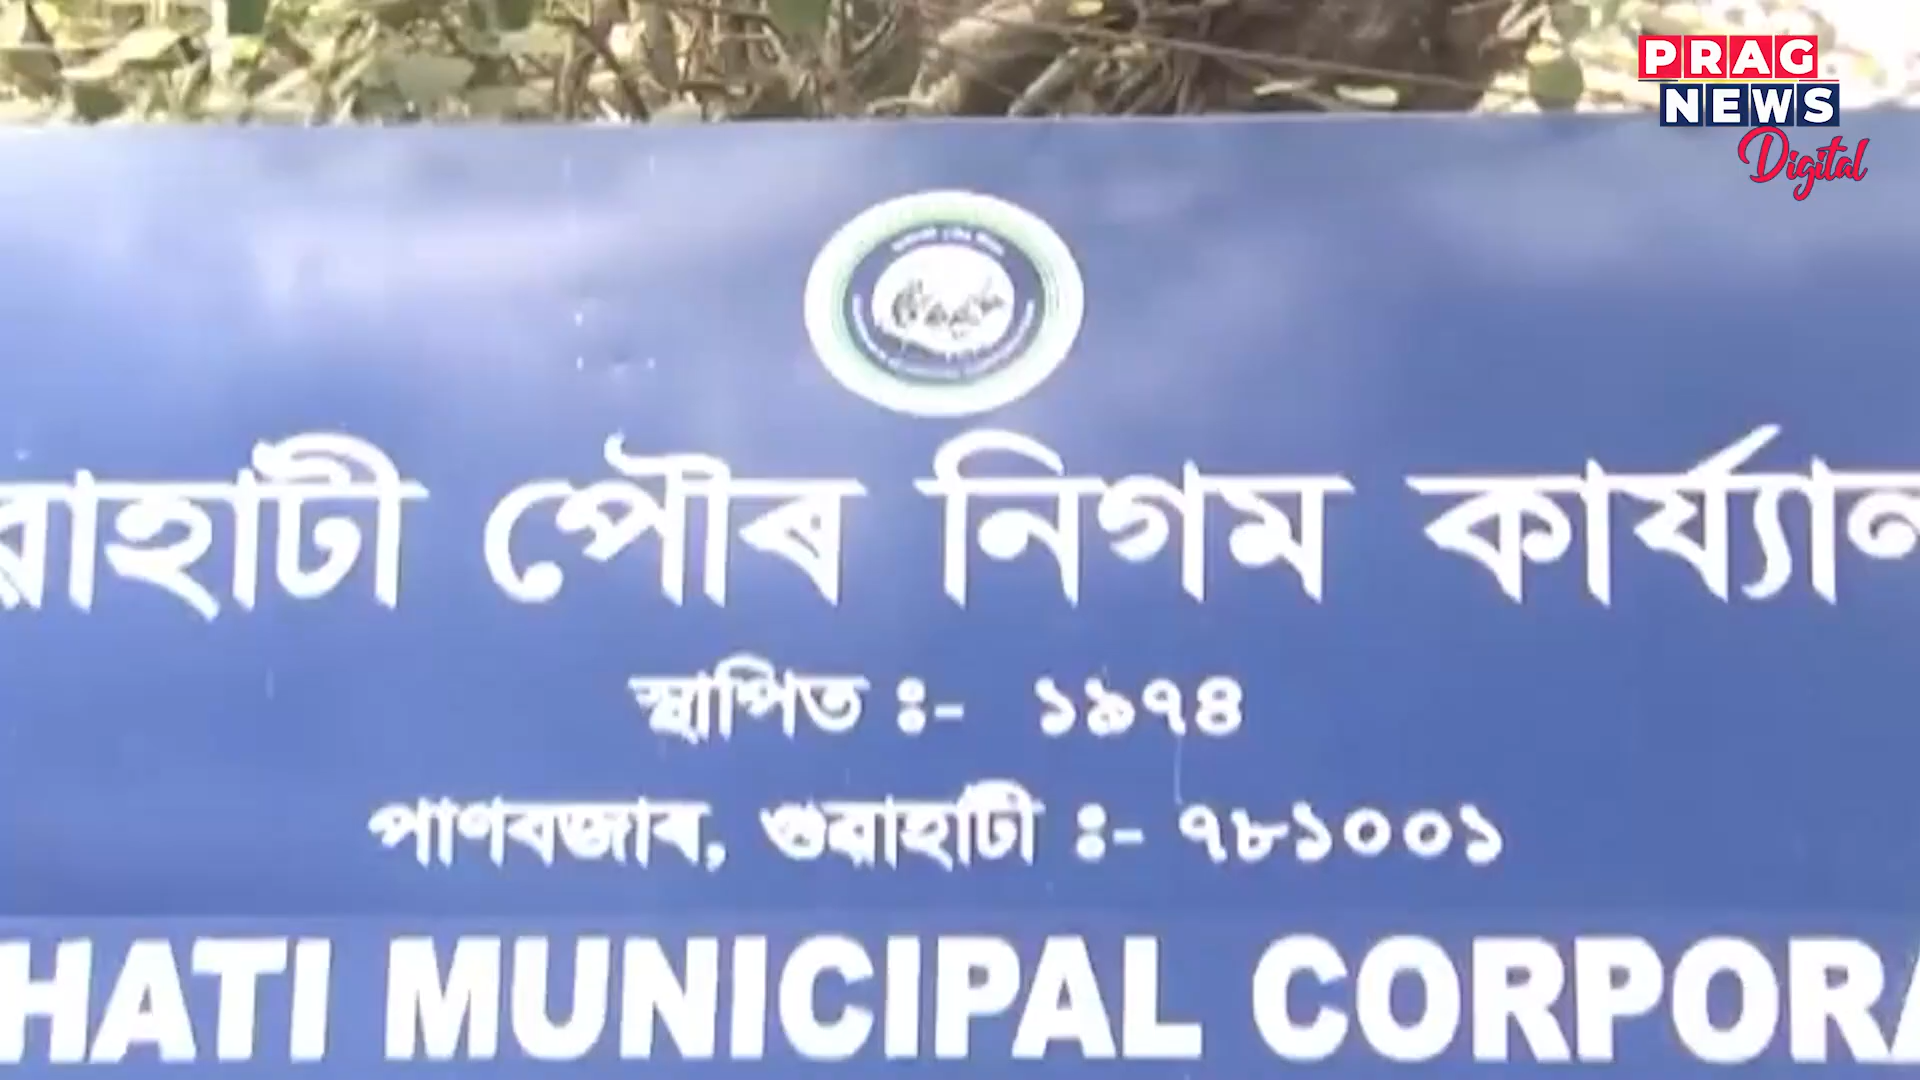 PRAG
NEWS
Digital
ৱাহাটী পৌৰ নিগম কাৰ্য্যাল
স্থাপিত ঃ- ১৯৭৪
পাণবজাৰ, গুৱাহাটী ঃ- ৭৮১০০১
HATI MUNICIPAL CORPORA